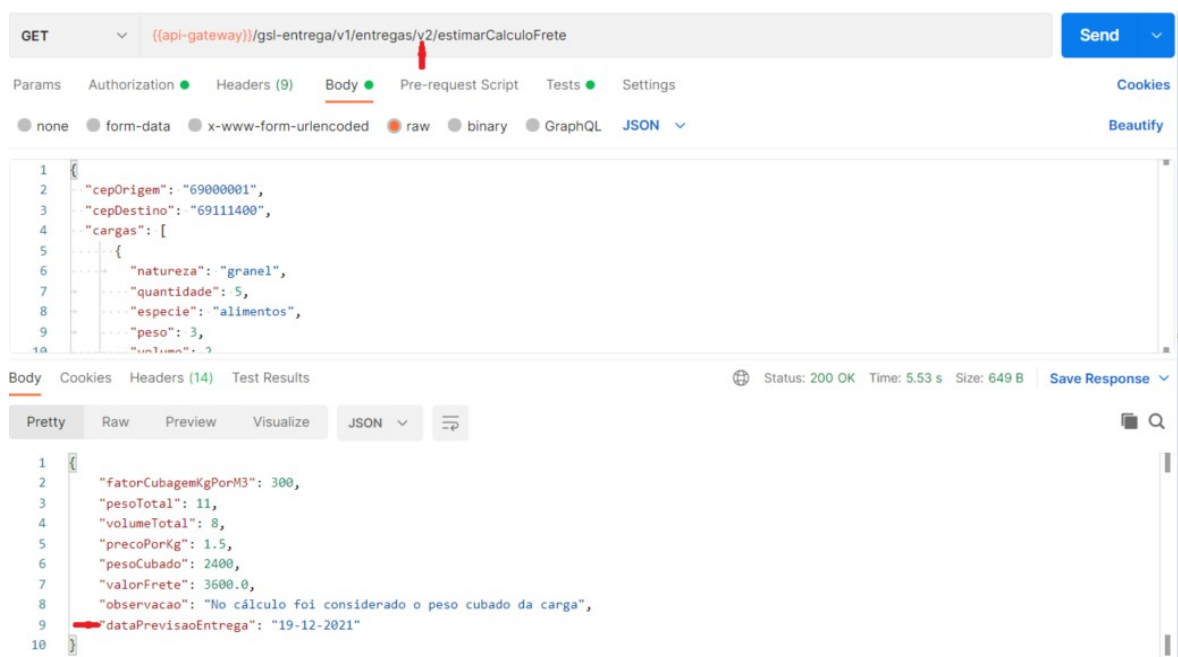 GET {{api-gateway}}/gsl-entrega/v1/entregas/v2/estimarCalculoFrete Send
Params Authorization Headers (9) Body Pre-request Script Tests Settings Cookies
none form-data x-www-form-urlencoded raw binary GraphQL JSON Beautify
1 {
2 "cepOrigem": "69000001",
3 "cepDestino": "69111400",
4 "cargas": [
5 {
6 "natureza": "granel",
7 "quantidade": 5,
8 "especie": "alimentos",
9 "peso": 3,
10 "volume": 2
Body Cookies Headers (14) Test Results Status: 200 OK Time: 5.53 s Size: 649 B Save Response
Pretty Raw Preview Visualize JSON
1 {
2 "fatorCubagemKgPorM3": 300,
3 "pesoTotal": 11,
4 "volumeTotal": 8,
5 "precoPorKg": 1.5,
6 "pesoCubado": 2400,
7 "valorFrete": 3600.0,
8 "observacao": "No cálculo foi considerado o peso cubado da carga",
9 "dataPrevisaoEntrega": "19-12-2021"
10 }